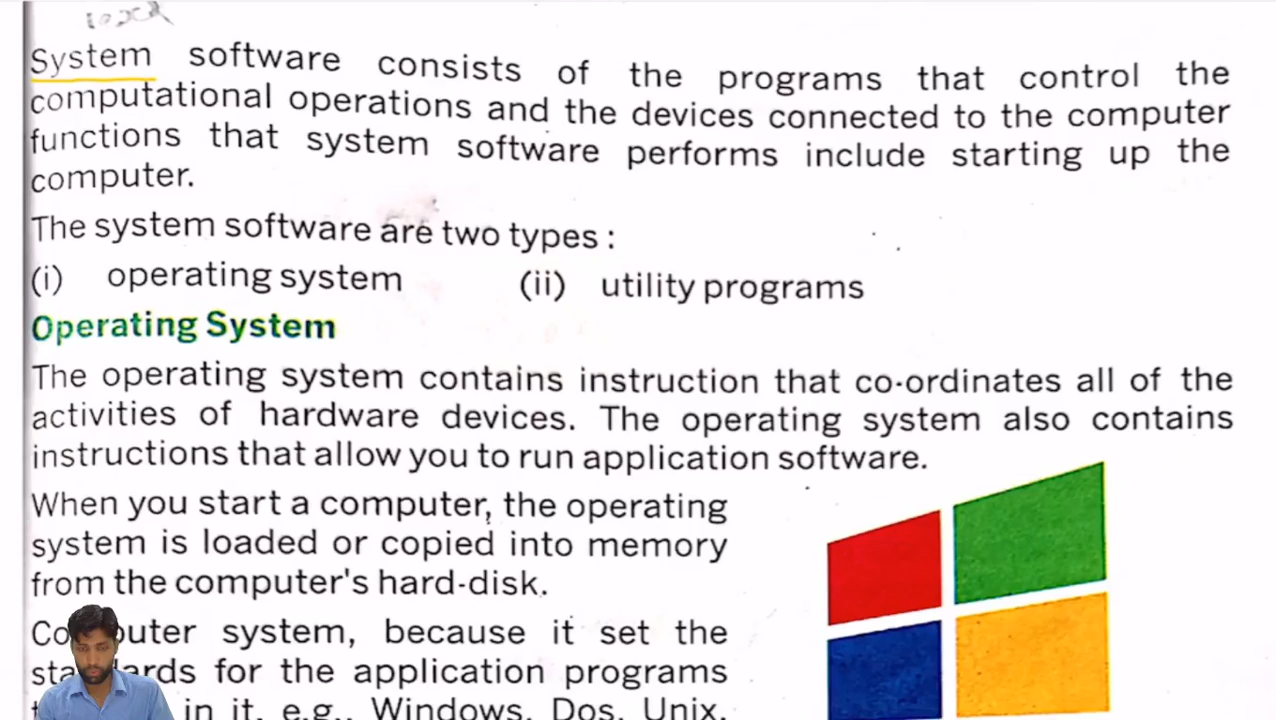 System software consists of the programs that control the
computational operations and the devices connected to the computer
functions that system software performs include starting up the
computer.
The system software are two types :
(i) operating system (ii) utility programs
Operating System
The operating system contains instruction that co-ordinates all of the
activities of hardware devices. The operating system also contains
instructions that allow you to run application software.
When you start a computer, the operating
system is loaded or copied into memory
from the computer's hard-disk.
system, because it set the
for the application programs
in it, e.g., Windows, Dos, Unix,